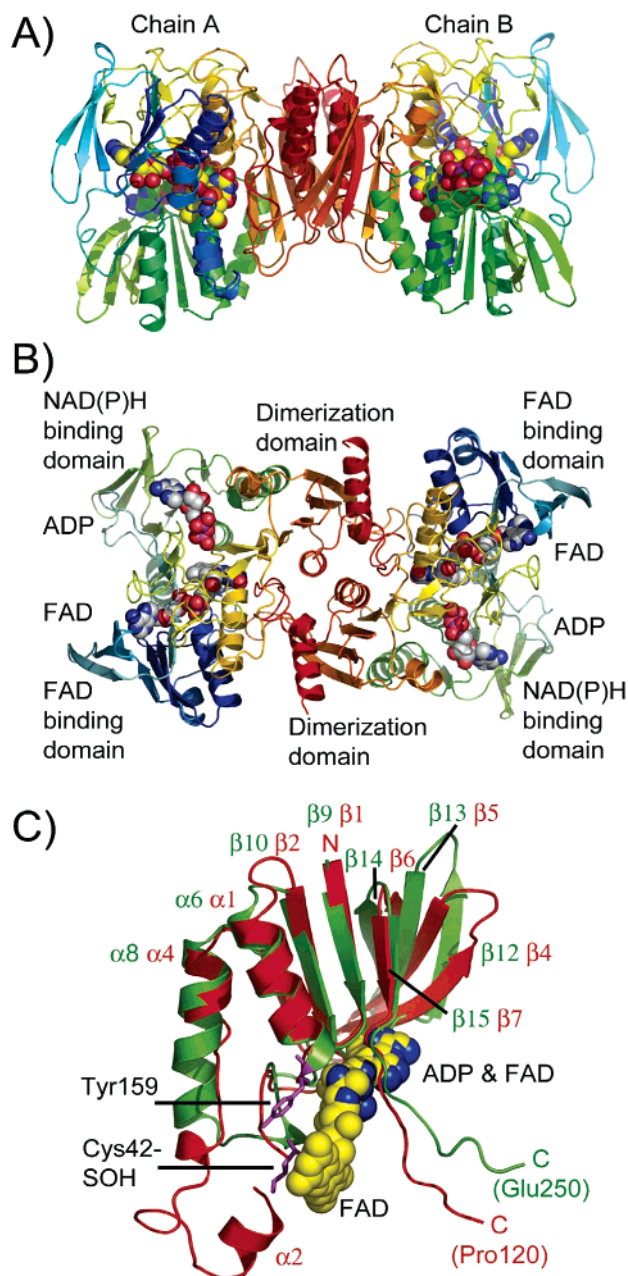 A)
Chain A
Chain B
B)
NAD(P)H
binding
domain
Dimerization
domain
FAD
binding
domain
ADP
FAD
FAD
ADP
FAD
binding
domain
Dimerization
domain
NAD(P)H
binding
domain
C)
β9 β1
β13 β5
β10 β2
N
β14 β6
α6 α1
α8 α4
β12 β4
β15 β7
ADP & FAD
Tyr159
Cys42-
SOH
FAD
C
(Glu250)
C
(Pro120)
α2